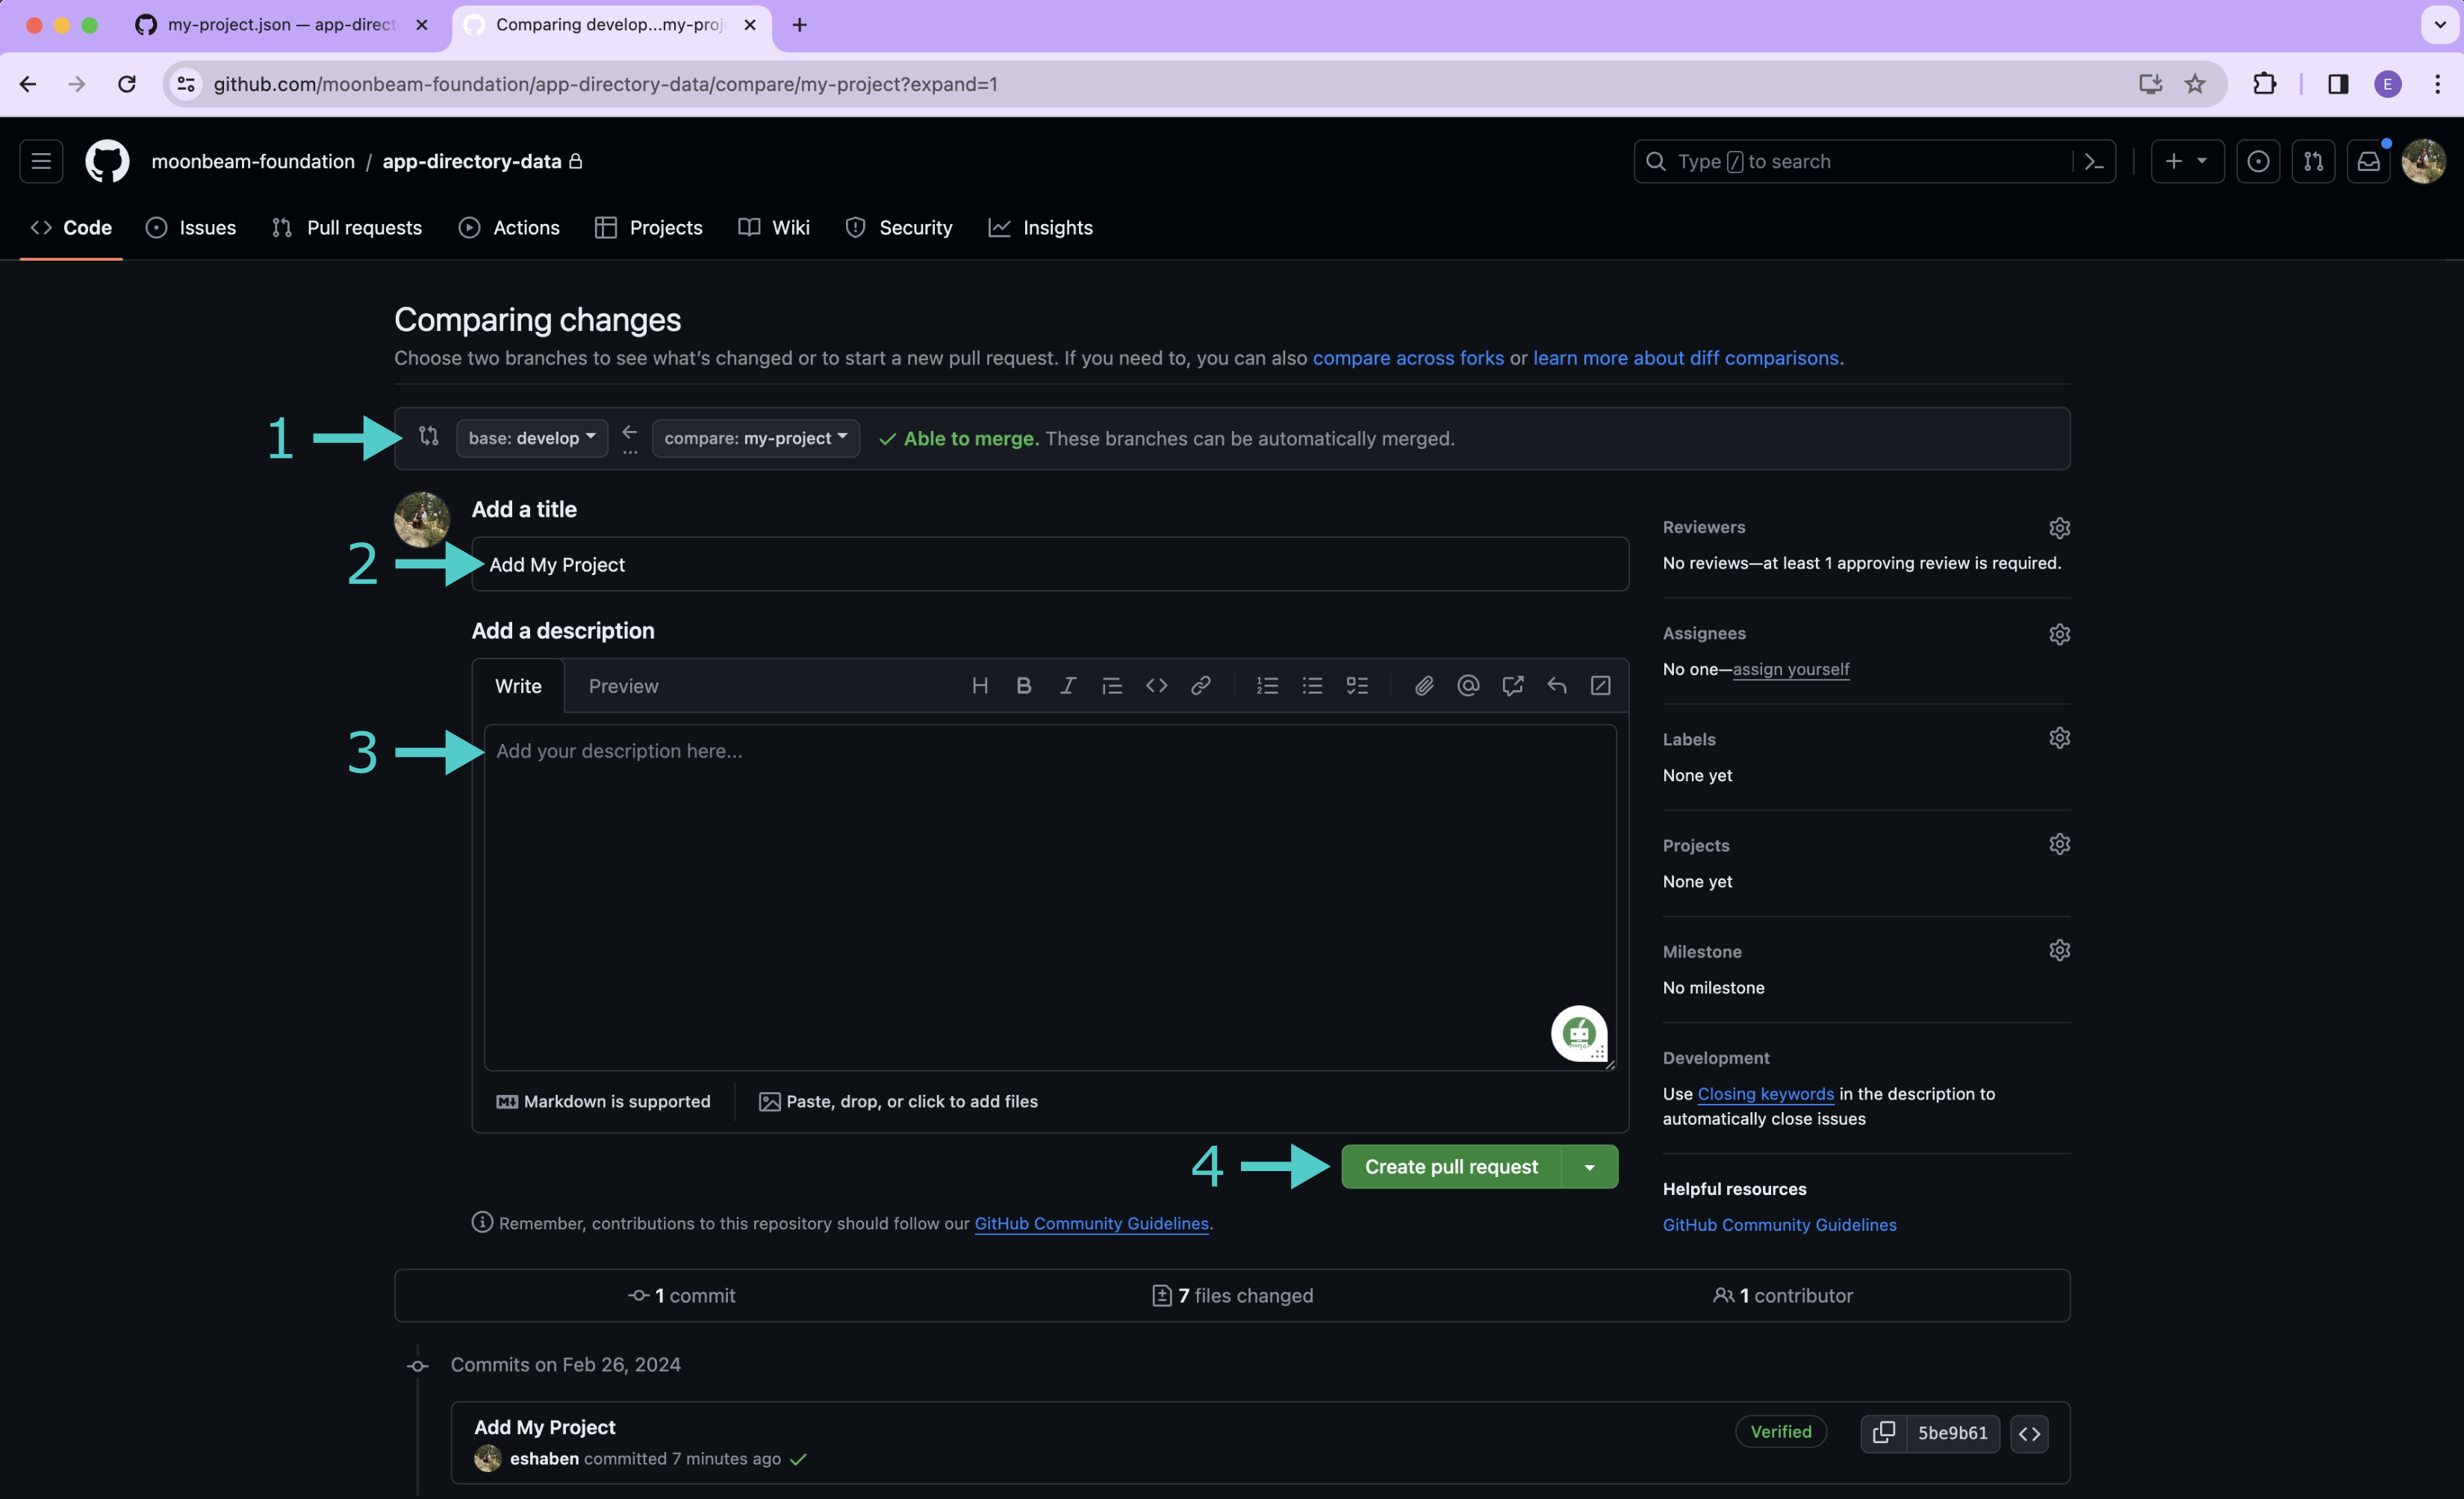 my-project.json — app-direct
Comparing develop...my-proj
github.com/moonbeam-foundation/app-directory-data/compare/my-project?expand=1
E
moonbeam-foundation / app-directory-data
Type / to search
Code
Issues
Pull requests
Actions
Projects
Wiki
Security
Insights
Comparing changes
Choose two branches to see what's changed or to start a new pull request. If you need to, you can also compare across forks or learn more about diff comparisons.
1
base: develop
compare: my-project
Able to merge. These branches can be automatically merged.
Add a title
2
Add My Project
Add a description
Write
Preview
3
Add your description here...
Markdown is supported
Paste, drop, or click to add files
4
Create pull request
Remember, contributions to this repository should follow our GitHub Community Guidelines.
Reviewers
No reviews—at least 1 approving review is required.
Assignees
No one—assign yourself
Labels
None yet
Projects
None yet
Milestone
No milestone
Development
Use Closing keywords in the description to
automatically close issues
Helpful resources
GitHub Community Guidelines
1 commit
7 files changed
1 contributor
Commits on Feb 26, 2024
Add My Project
eshaben committed 7 minutes ago
Verified
5be9b61